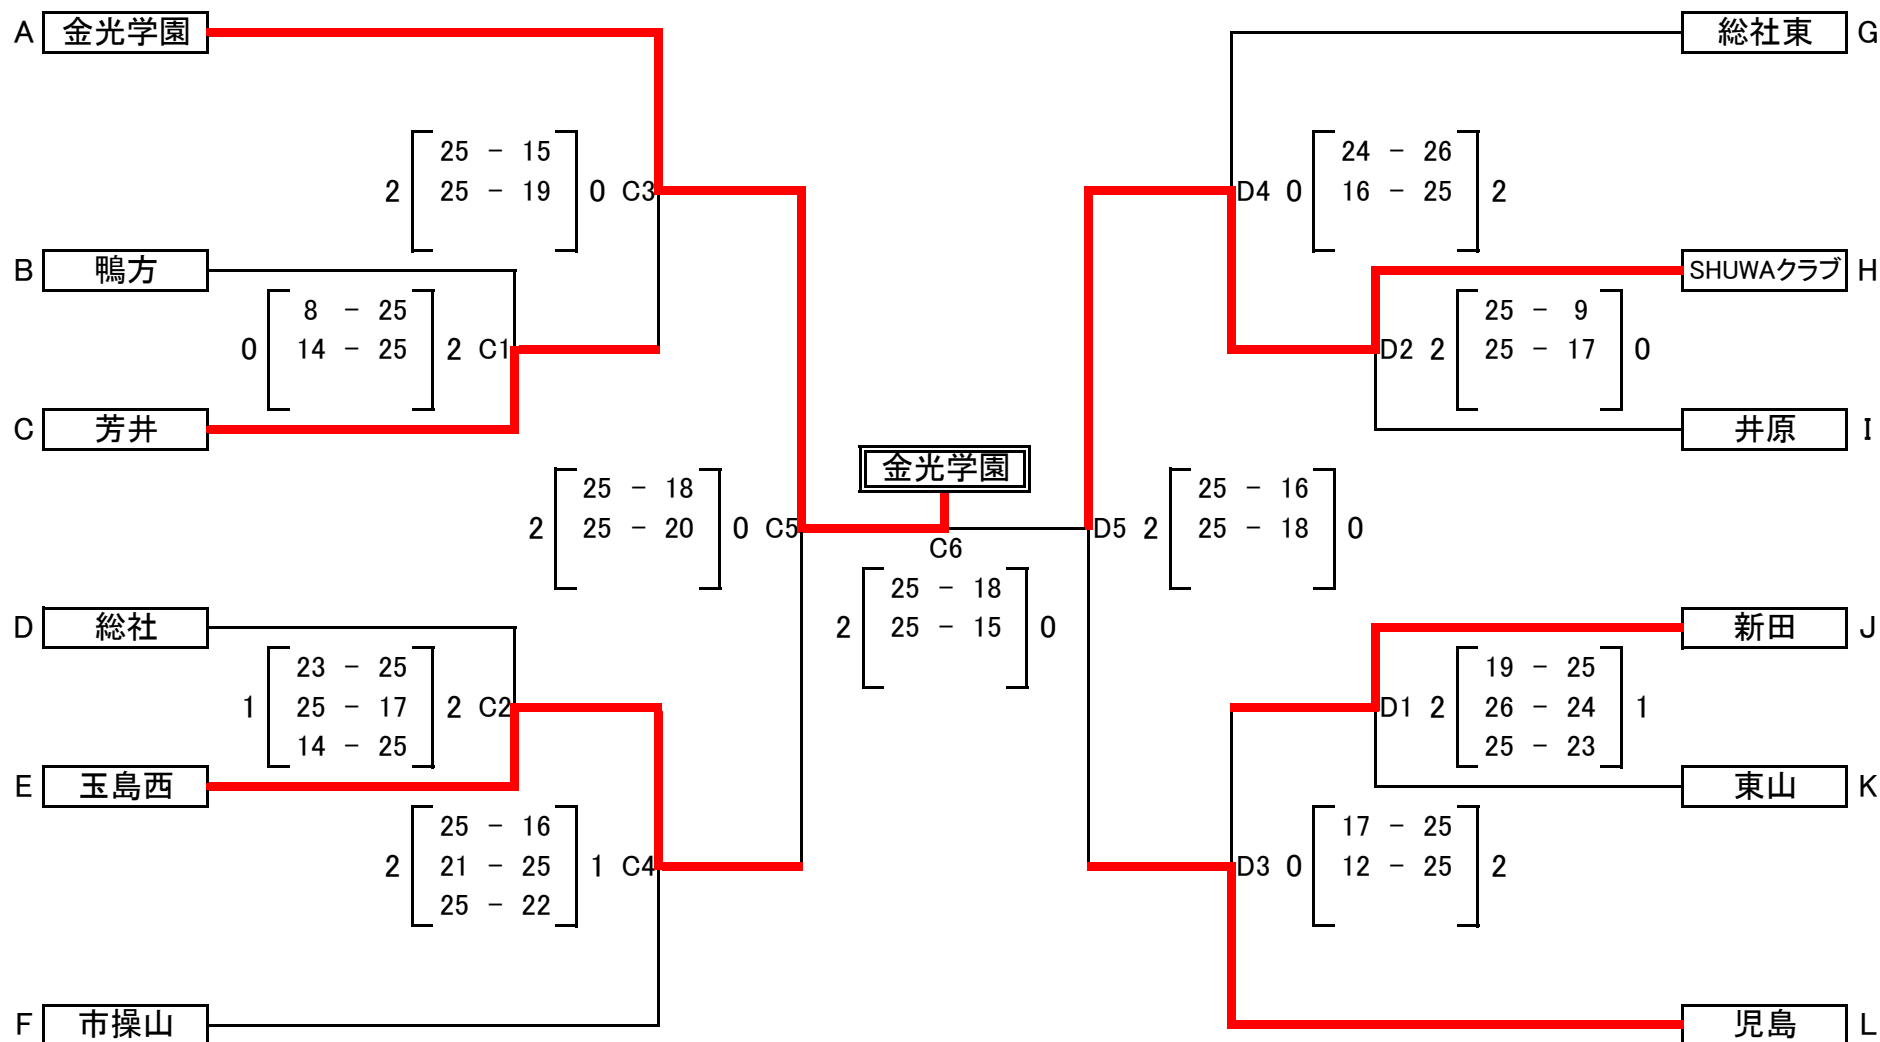 A 金光学園
総社東 G
25 - 15
2 25 - 19 0 C3
24 - 26
D4 0 16 - 25 2
B 鴨方
SHUWAクラブ H
8 - 25
0 14 - 25 2 C1
25 - 9
D2 2 25 - 17 0
C 芳井
井原 I
金光学園
25 - 18
2 25 - 20 0 C5
25 - 16
D5 2 25 - 18 0
C6
25 - 18
2 25 - 15 0
D 総社
新田 J
23 - 25
1 25 - 17 2 C2
14 - 25
19 - 25
D1 2 26 - 24 1
25 - 23
E 玉島西
東山 K
25 - 16
2 21 - 25 1 C4
25 - 22
17 - 25
D3 0 12 - 25 2
F 市操山
児島 L